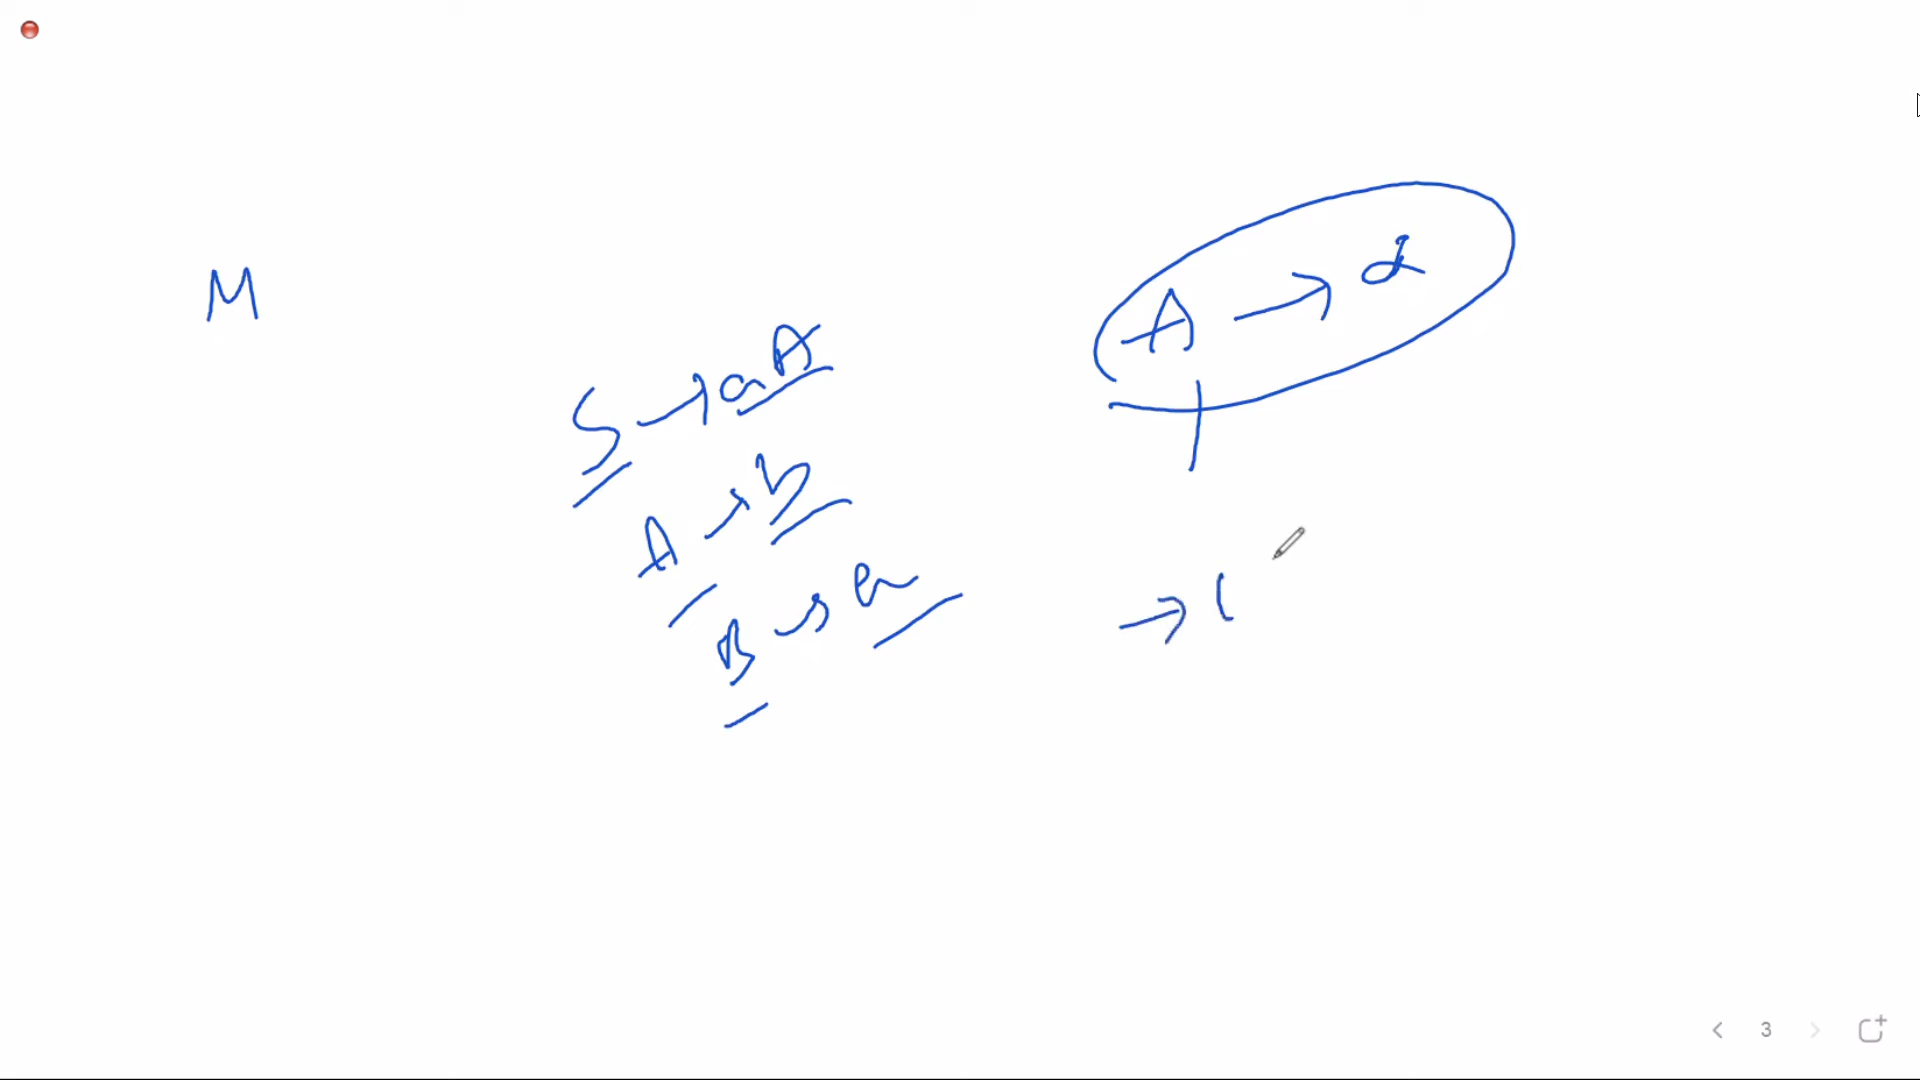 M
S → aA
A → b
B → a
A → α
→ (
3